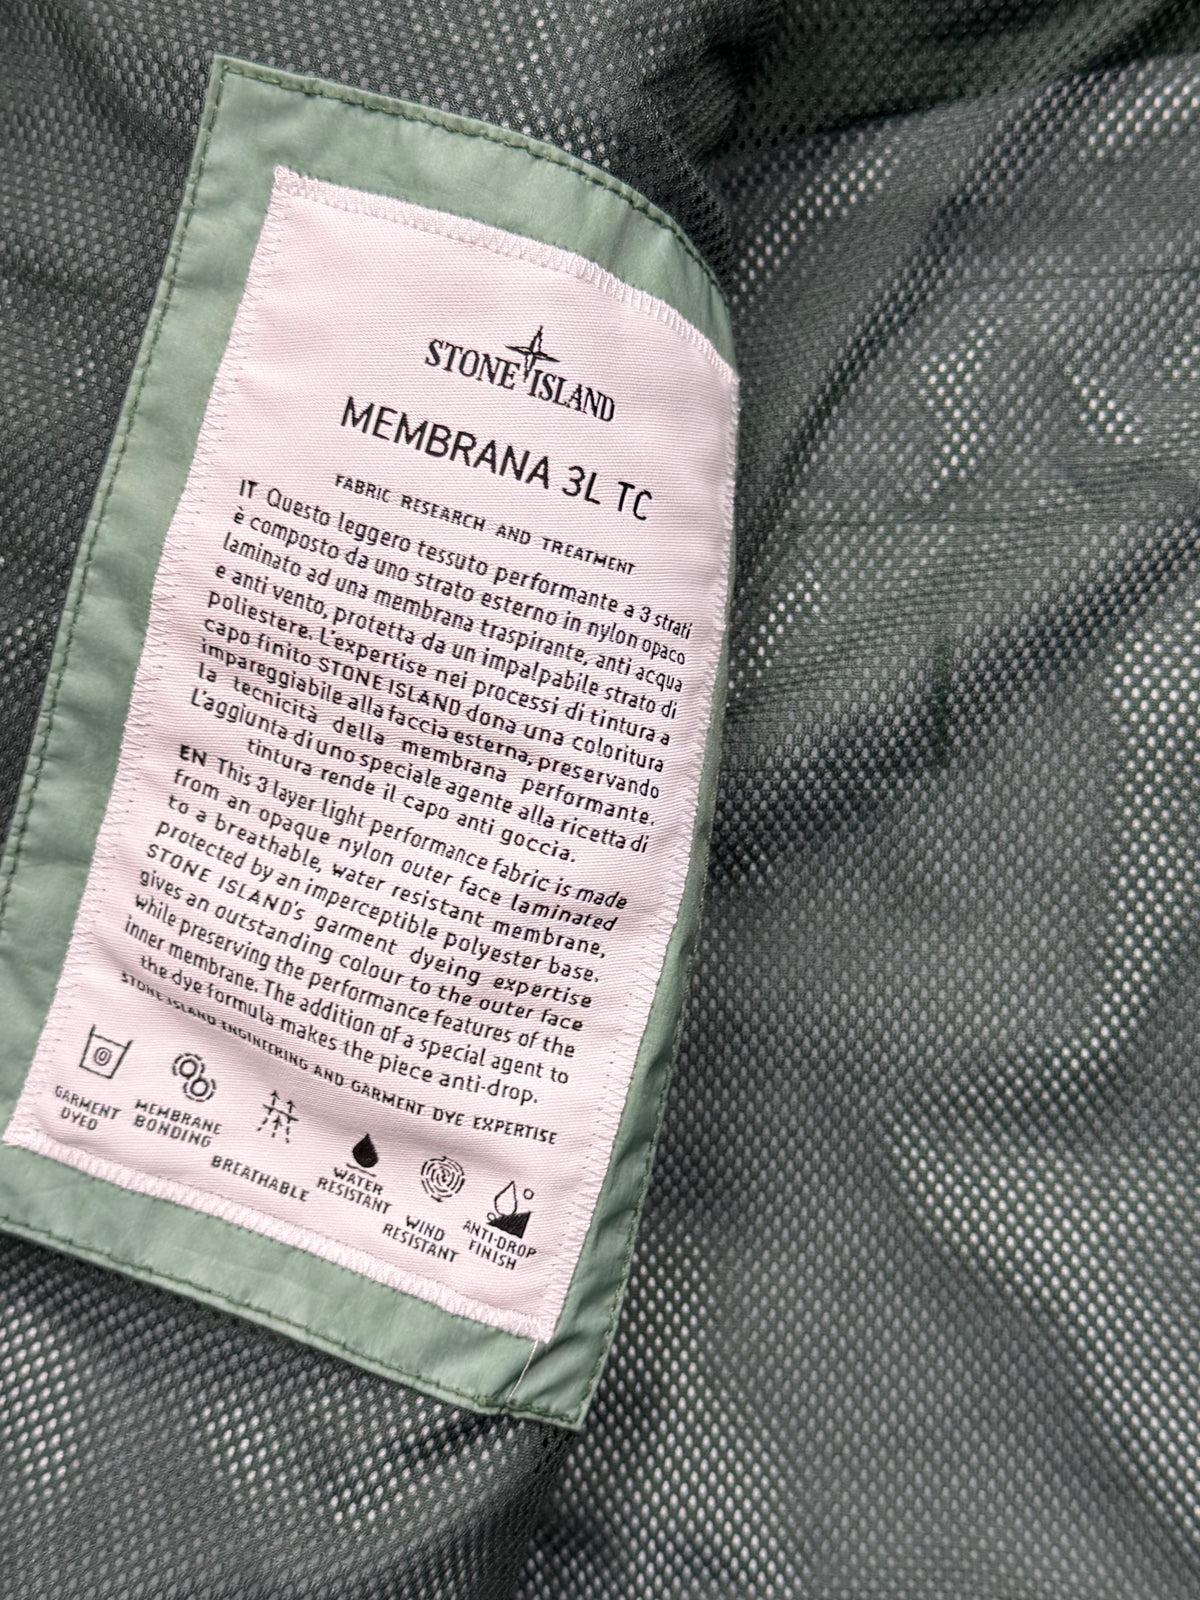 STONE ISLAND
MEMBRANA 3L TC
FABRIC RESEARCH AND TREATMENT
IT Questo leggero tessuto performante a 3 strati
è composto da uno strato esterno in nylon opaco
laminato ad una membrana traspirante, anti acqua
e anti vento, protetta da un impalpabile strato di
poliestere. L'expertise nei processi di tintura a
capo finito STONE ISLAND dona una coloritura
impareggiabile alla faccia esterna, preservando
la tecnicità della membrana performante.
L'aggiunta di uno speciale agente alla ricetta di
tintura rende il capo anti goccia.
EN This 3 layer light performance fabric is made
from an opaque nylon outer face laminated
to a breathable, water resistant membrane,
protected by an imperceptible polyester base.
STONE ISLAND's garment dyeing expertise
gives an outstanding colour to the outer face
while preserving the performance features of the
inner membrane. The addition of a special agent to
the dye formula makes the piece anti-drop.
STONE ISLAND ENGINEERING AND GARMENT DYE EXPERTISE
GARMENT
DYED
MEMBRANE
BONDING
BREATHABLE
WATER
RESISTANT
WIND
RESISTANT
ANTI-DROP
FINISH